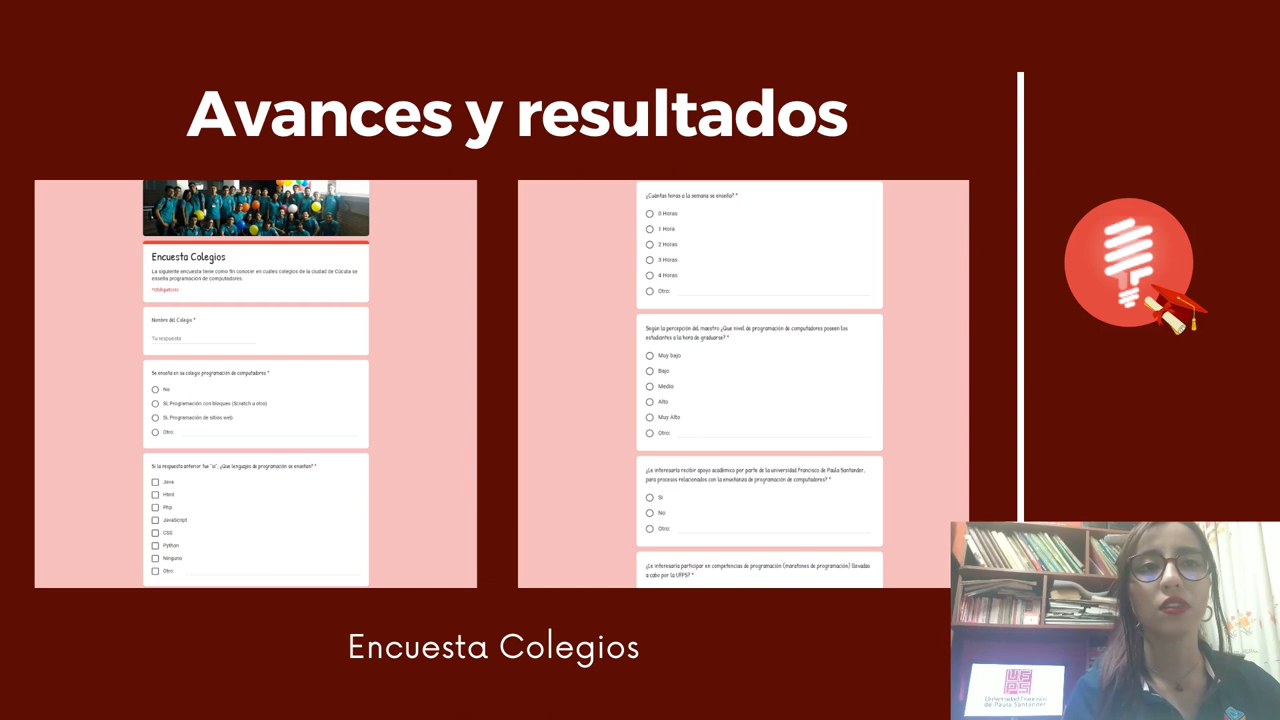 Avances y resultados
Encuesta Colegios
La siguiente encuesta tiene como fin conocer en cuales colegios de la ciudad de Cúcuta se
enseña programación de computadores.
*Obligatorio
Nombre del Colegio *
Tu respuesta
Se enseña en su colegio programación de computadores *
No
Si, Programación con bloques (Scratch u otro)
Si, Programación de sitios web
Otro:
Si la respuesta anterior fue "si", ¿Que lenguajes de programación se enseñan? *
Java
Html
Php
JavaScript
CSS
Python
Ninguno
Otro:
¿Cuántas horas a la semana se enseña? *
0 Horas
1 Hora
2 Horas
3 Horas
4 Horas
Otro:
Según la percepción del maestro ¿Que nivel de programación de computadores poseen los
estudiantes a la hora de graduarse? *
Muy bajo
Bajo
Medio
Alto
Muy Alto
Otro:
¿Le interesaría recibir apoyo académico por parte de la universidad Francisco de Paula Santander,
para procesos relacionados con la enseñanza de programación de computadores? *
Si
No
Otro:
¿Le interesaría participar en competencias de programación (maratones de programación) llevadas
a cabo por la UFPS? *
Encuesta Colegios
UFPS
Universidad Francisco
de Paula Santander